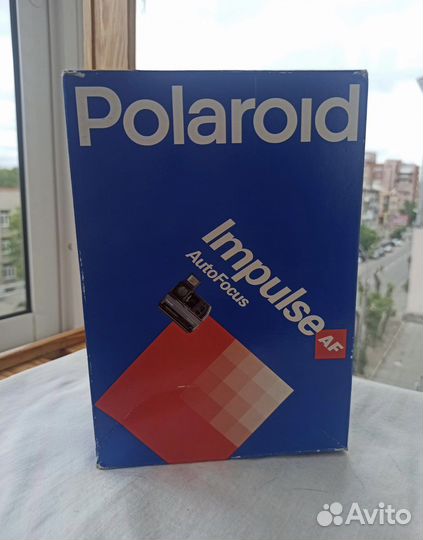 Polaroid
Impulse AF
AutoFocus
Avito